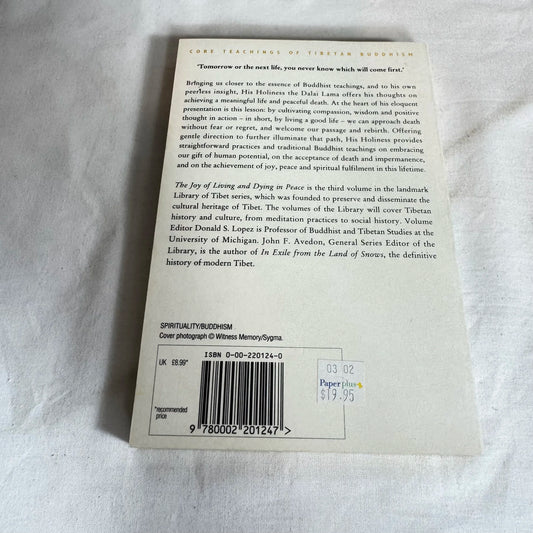 CORE TEACHINGS OF TIBETAN BUDDHISM
'Tomorrow or the next life, you never know which will come first.'
Bringing us closer to the essence of Buddhist teachings, and to his own
peerless insight, His Holiness the Dalai Lama offers his thoughts on
achieving a meaningful life and peaceful death. At the heart of his eloquent
presentation is this lesson: by cultivating compassion, wisdom and positive
thought in action – in short, by living a good life – we can approach death
without fear or regret, and welcome our passage and rebirth. Offering
gentle direction to further illuminate that path, His Holiness provides
straightforward practices and traditional Buddhist teachings on embracing
our gift of human potential, on the acceptance of death and impermanence,
and on the achievement of joy, peace and spiritual fulfilment in this lifetime.
The Joy of Living and Dying in Peace is the third volume in the landmark
Library of Tibet series, which was founded to preserve and disseminate the
cultural heritage of Tibet. The volumes of the Library will cover Tibetan
history and culture, from meditation practices to social history. Volume
Editor Donald S. Lopez is Professor of Buddhist and Tibetan Studies at the
University of Michigan. John F. Avedon, General Series Editor of the
Library, is the author of In Exile from the Land of Snows, the definitive
history of modern Tibet.
SPIRITUALITY/BUDDHISM
Cover photograph © Witness Memory/Sygma.
ISBN 0-00-220124-0
UK £8.99*
*recommended
price
9 780002 201247 >
03 02
Paperplus
$19.95